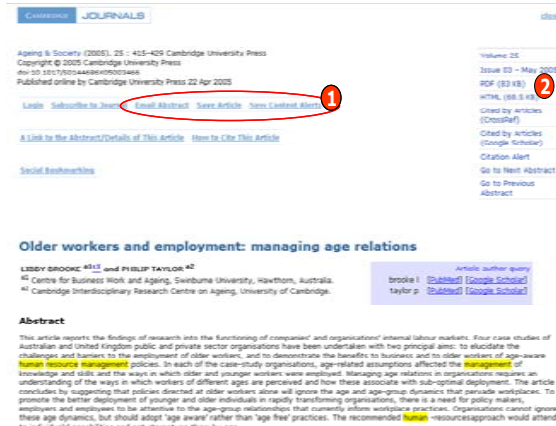 CAMBRIDGE JOURNALS
Ageing & Society (2005), 25 : 415-429 Cambridge University Press
Copyright © 2005 Cambridge University Press
doi:10.1017/S0144686X05003466
Published online by Cambridge University Press 22 Apr 2005
Login Subscribe to Journal Email Abstract Save Article New Content Alerts
1
A Link to the Abstract/Details of This Article How to Cite This Article
Social Bookmarking
Volume 25
Issue 03 - May 2005
PDF (83 KB)
2
HTML (68.5 KB)
Cited by Articles
(CrossRef)
Cited by Articles
(Google Scholar)
Citation Alert
Go to Next Abstract
Go to Previous
Abstract
Older workers and employment: managing age relations
LIBBY BROOKE a1c1 and PHILIP TAYLOR a2
a1 Centre for Business Work and Ageing, Swinburne University, Hawthorn, Australia.
a2 Cambridge Interdisciplinary Research Centre on Ageing, University of Cambridge.
Article author query
brooke l [PubMed] [Google Scholar]
taylor p [PubMed] [Google Scholar]
Abstract
This article reports the findings of research into the functioning of companies' and organisations' internal labour markets. Four case studies of
Australian and United Kingdom public and private sector organisations have been undertaken with two principal aims: to elucidate the
challenges and barriers to the employment of older workers, and to demonstrate the benefits to business and to older workers of age-aware
human resource management policies. In each of the case-study organisations, age-related assumptions affected the management of
knowledge and skills and the ways in which older and younger workers were employed. Managing age relations in organisations requires an
understanding of the ways in which workers of different ages are perceived and how these associate with sub-optimal deployment. The article
concludes by suggesting that policies directed at older workers alone will ignore the age and age-group dynamics that pervade workplaces. To
promote the better deployment of younger and older individuals in rapidly transforming organisations, there is a need for policy makers,
employers and employees to be attentive to the age-group relationships that currently inform workplace practices. Organisations cannot ignore
these age dynamics, but should adopt 'age aware' rather than 'age free' practices. The recommended human -resourcesapproach would attend